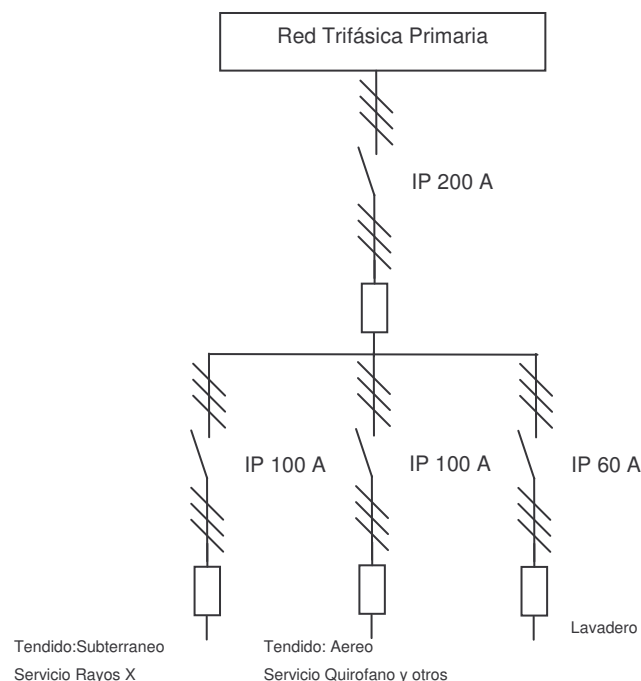 Red Trifásica Primaria
IP 200 A
IP 100 A
IP 100 A
IP 60 A
Lavadero
Tendido:Subterraneo
Servicio Rayos X
Tendido: Aereo
Servicio Quirofano y otros